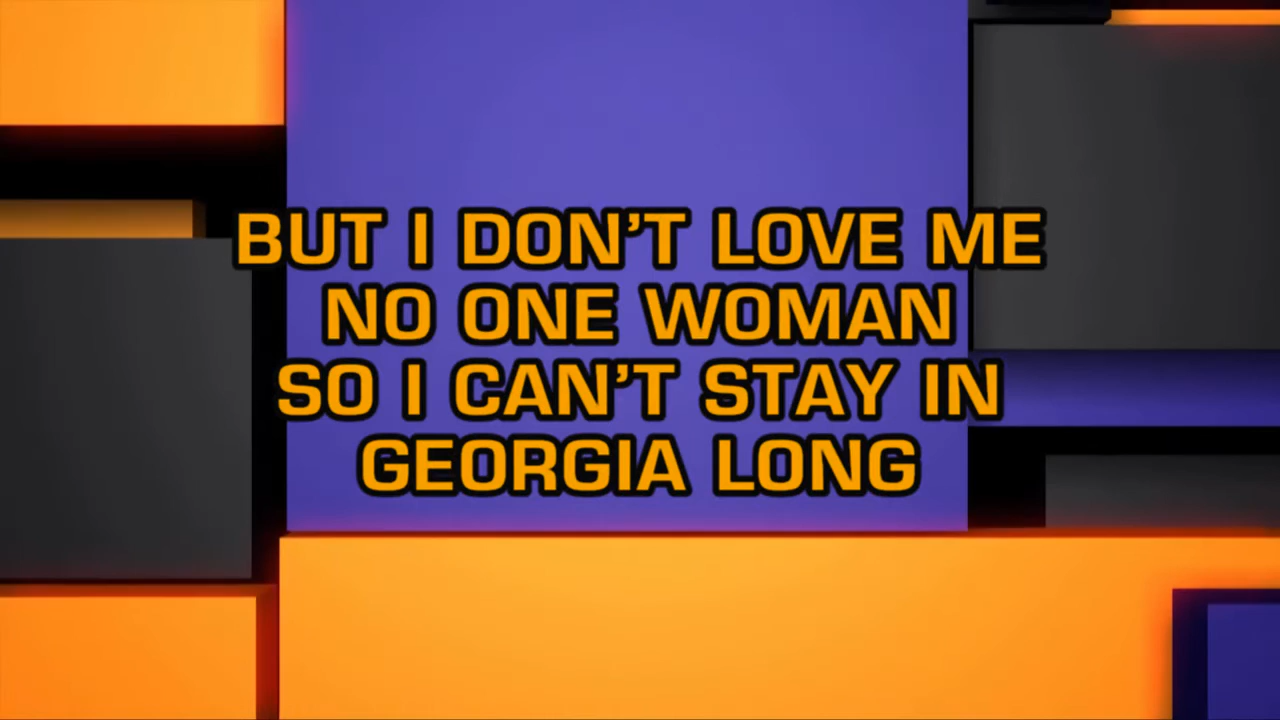 BUT I DON’T LOVE ME
NO ONE WOMAN
SO I CAN’T STAY IN
GEORGIA LONG